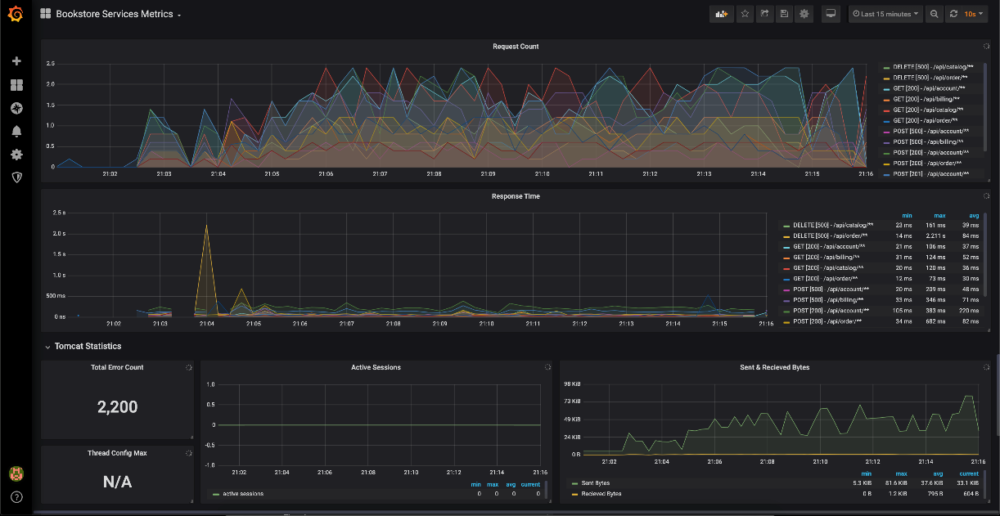 Bookstore Services Metrics
Last 15 minutes
10s
Request Count
2.5
2.0
1.5
1.0
0.5
0
21:02 21:03 21:04 21:05 21:06 21:07 21:08 21:09 21:10 21:11 21:12 21:13 21:14 21:15 21:16
DELETE [500] - /api/catalog/**
DELETE [500] - /api/order/**
GET [200] - /api/account/**
GET [200] - /api/billing/**
GET [200] - /api/catalog/**
GET [200] - /api/order/**
POST [500] - /api/account/**
POST [500] - /api/billing/**
POST [200] - /api/account/**
POST [200] - /api/order/**
POST [201] - /api/account/**
Response Time
2.5 s
2.0 s
1.5 s
1.0 s
500 ms
0 ns
21:02 21:03 21:04 21:05 21:06 21:07 21:08 21:09 21:10 21:11 21:12 21:13 21:14 21:15 21:16
min max avg
DELETE [500] - /api/catalog/** 23 ms 161 ms 39 ms
DELETE [500] - /api/order/** 14 ms 2.211 s 84 ms
GET [200] - /api/account/** 21 ms 106 ms 37 ms
GET [200] - /api/billing/** 31 ms 124 ms 52 ms
GET [200] - /api/catalog/** 20 ms 120 ms 36 ms
GET [200] - /api/order/** 12 ms 73 ms 30 ms
POST [500] - /api/account/** 20 ms 209 ms 48 ms
POST [500] - /api/billing/** 33 ms 346 ms 71 ms
POST [200] - /api/account/** 105 ms 383 ms 220 ms
POST [200] - /api/order/** 34 ms 682 ms 82 ms
Tomcat Statistics
Total Error Count
2,200
Thread Config Max
N/A
Active Sessions
1.0
0.5
0
-0.5
-1.0
21:02 21:04 21:06 21:08 21:10 21:12 21:14 21:16
min max avg current
active sessions 0 0 0 0
Sent & Recieved Bytes
98 KiB
73 KiB
49 KiB
24 KiB
0 B
21:02 21:04 21:06 21:08 21:10 21:12 21:14 21:16
min max avg current
Sent Bytes 5.3 KiB 81.6 KiB 37.6 KiB 33.1 KiB
Recieved Bytes 0 B 1.2 KiB 795 B 604 B